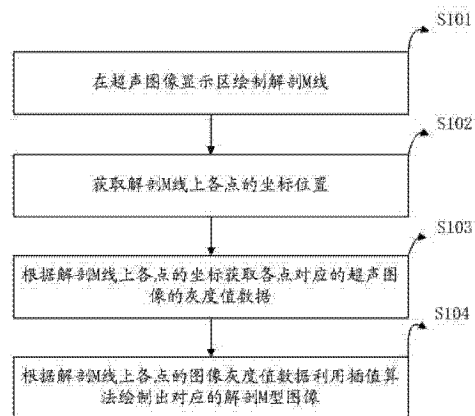 S101
在超声图像显示区绘制解剖M线
S102
获取解剖M线上各点的坐标位置
S103
根据解剖M线上各点的坐标获取各点对应的超声图
像的灰度值数据
S104
根据解剖M线上各点的图像灰度值数据利用插值算
法绘制出对应的解剖M型图像